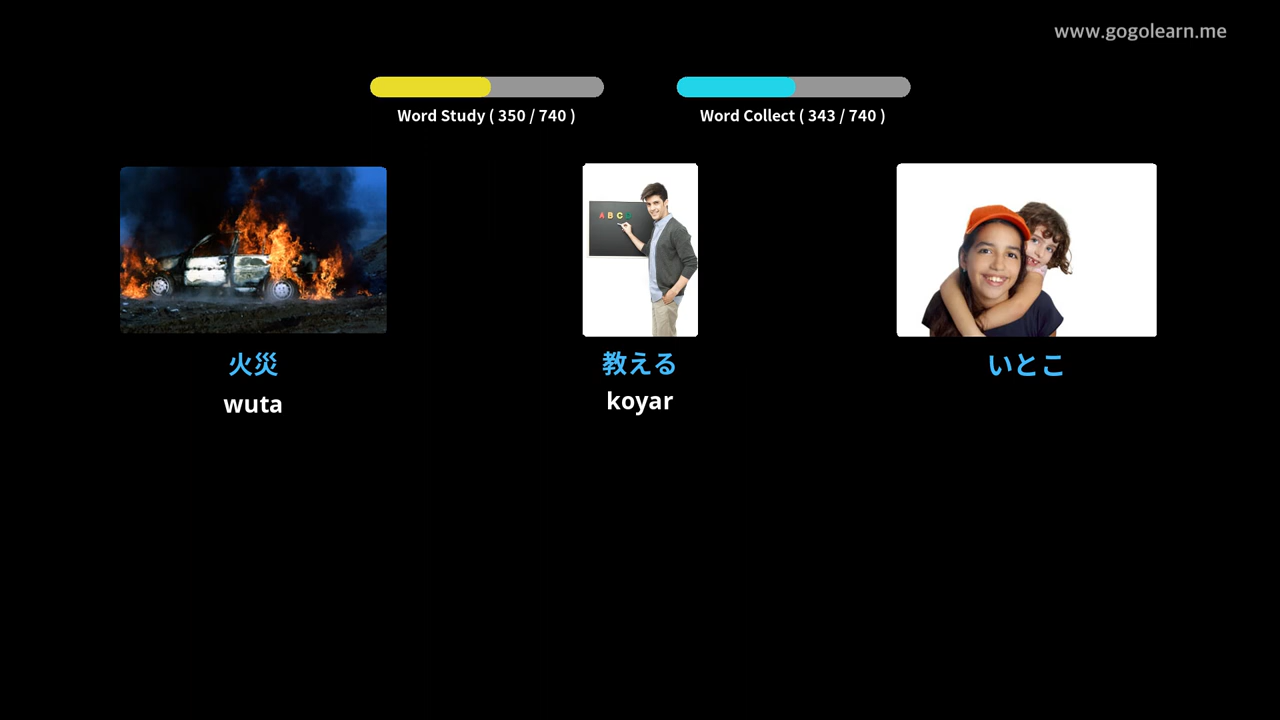 www.gogolearn.me
Word Study ( 350 / 740 )
Word Collect ( 343 / 740 )
A B C D
火災
教える
いとこ
wuta
koyar